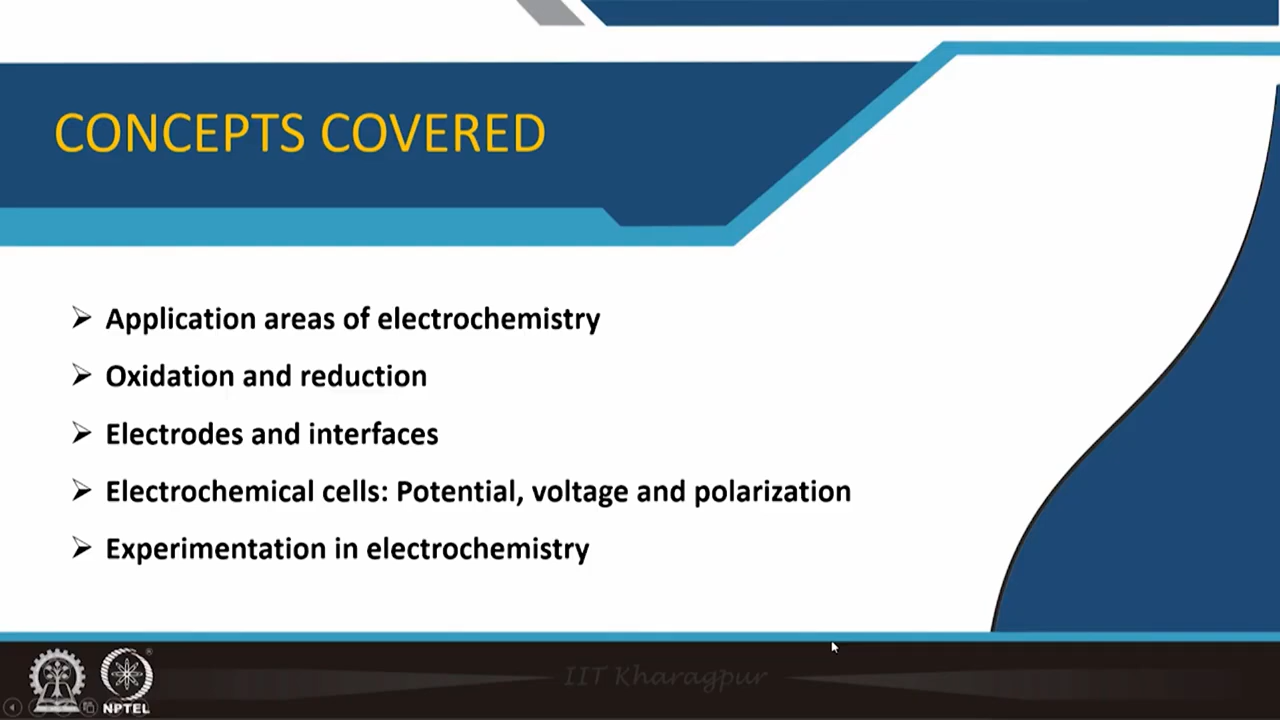 CONCEPTS COVERED
➢ Application areas of electrochemistry
➢ Oxidation and reduction
➢ Electrodes and interfaces
➢ Electrochemical cells: Potential, voltage and polarization
➢ Experimentation in electrochemistry
IIT Kharagpur
NPTEL